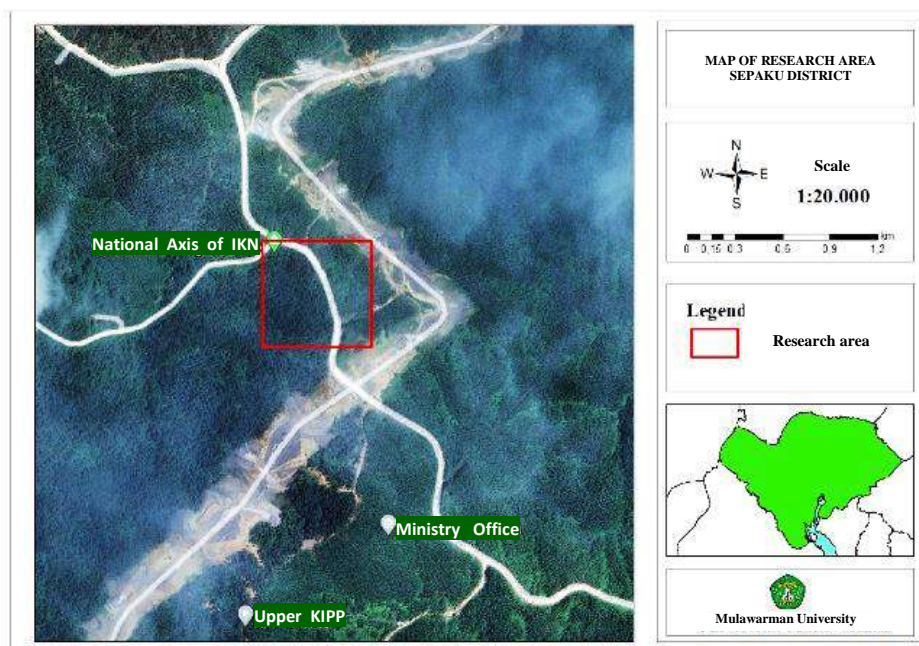 MAP OF RESEARCH AREA
SEPAKU DISTRICT
N
W E
S
Scale
1:20.000
km
0 0,15 0,3 0,6 0,9 1,2
Legend
Research area
Mulawarman University
National Axis of IKN
Ministry Office
Upper KIPP